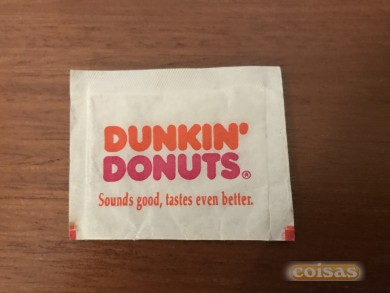 DUNKIN'
DONUTS®
Sounds good, tastes even better.
coisas